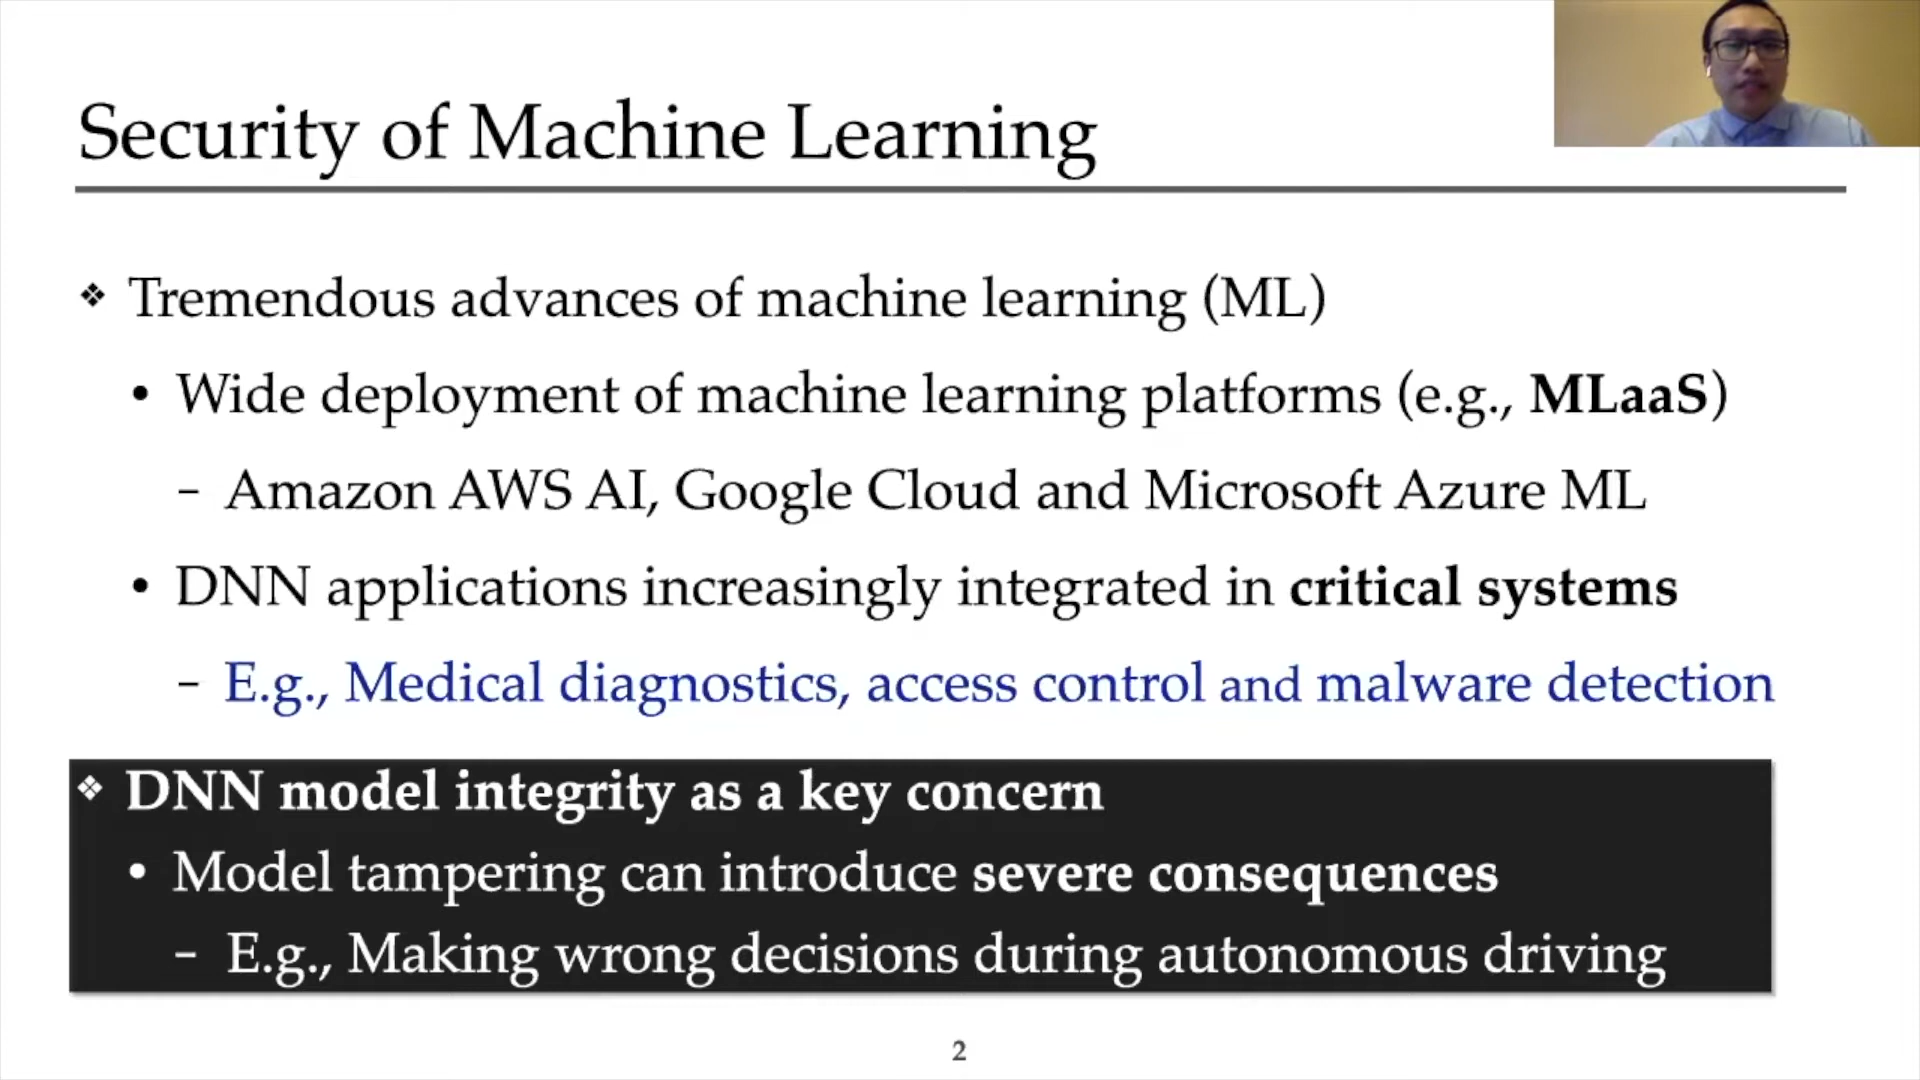 Security of Machine Learning
❖ Tremendous advances of machine learning (ML)
• Wide deployment of machine learning platforms (e.g., MLaaS)
– Amazon AWS AI, Google Cloud and Microsoft Azure ML
• DNN applications increasingly integrated in critical systems
– E.g., Medical diagnostics, access control and malware detection
❖ DNN model integrity as a key concern
• Model tampering can introduce severe consequences
– E.g., Making wrong decisions during autonomous driving
2